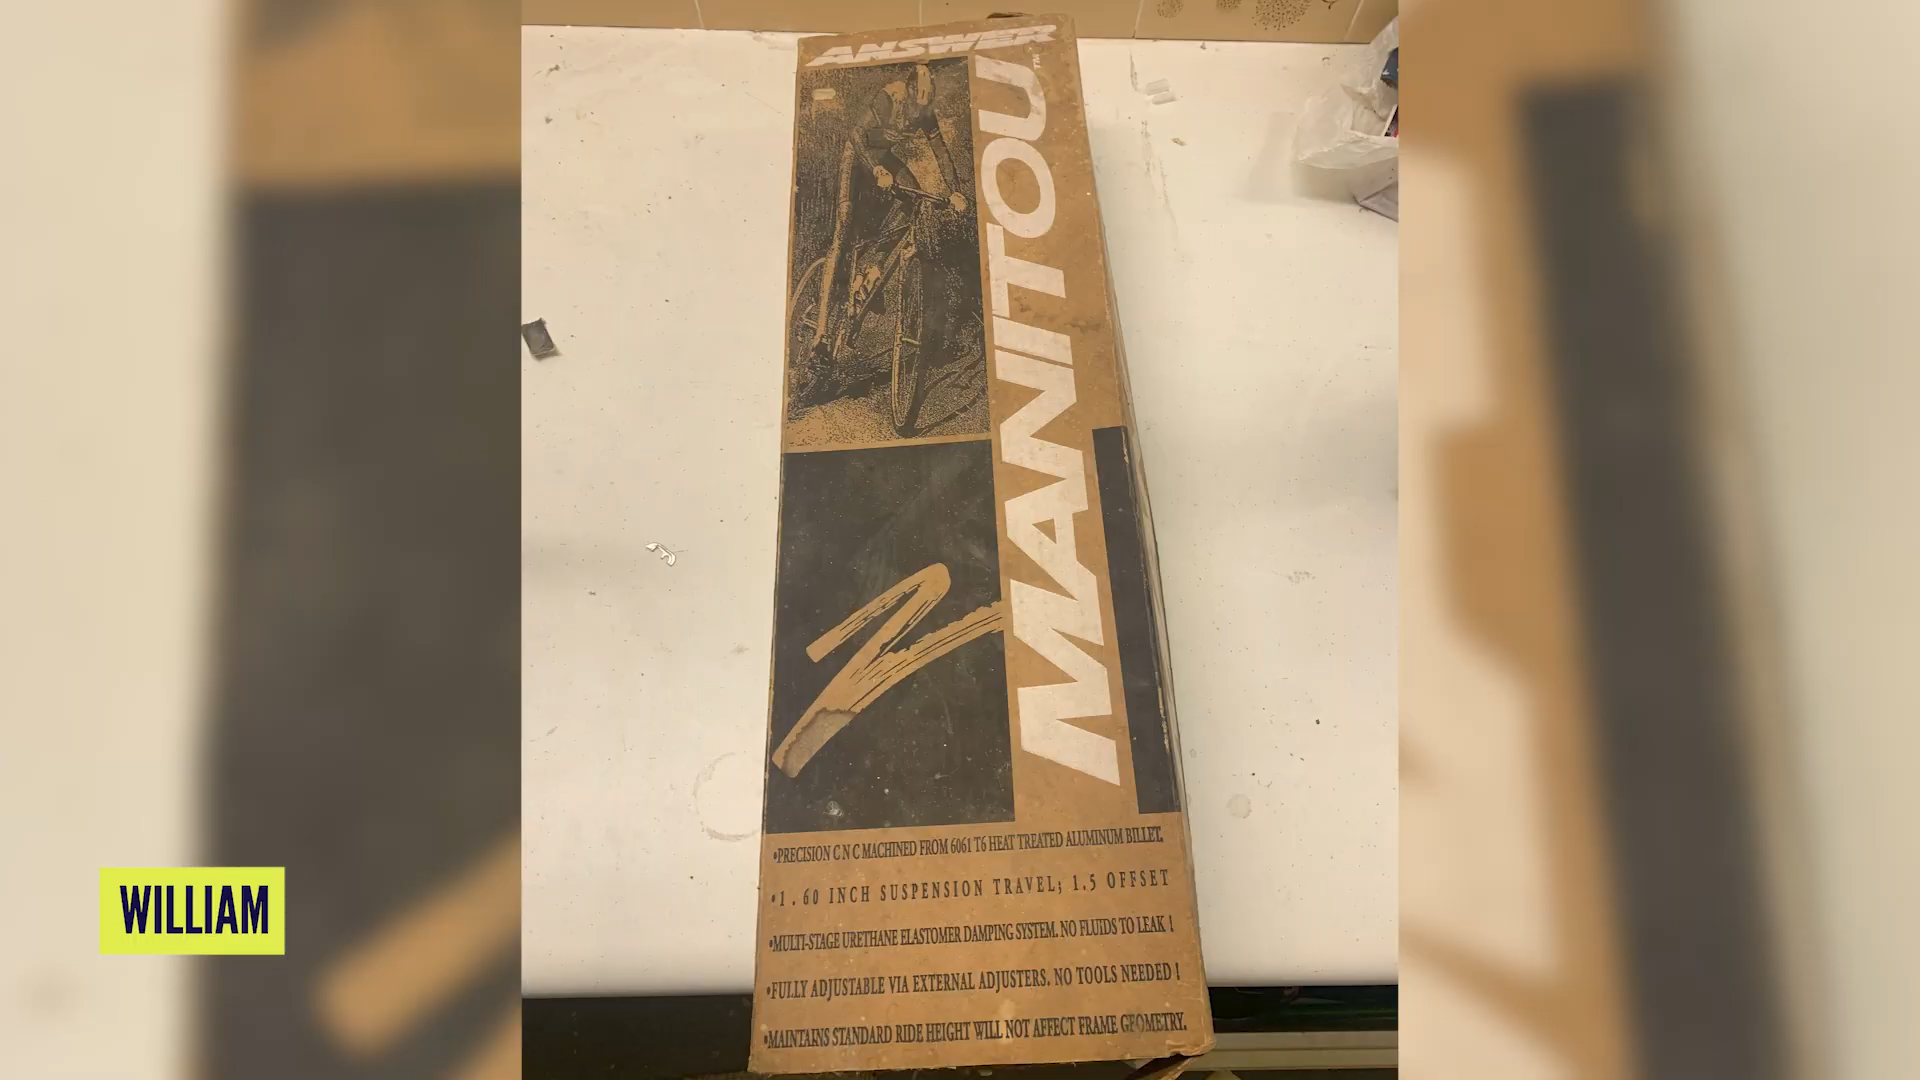 ANSWER
MANITOU™
2
•PRECISION C N C MACHINED FROM 6061 T6 HEAT TREATED ALUMINUM BILLET.
•1.60 INCH SUSPENSION TRAVEL; 1.5 OFFSET
•MULTI-STAGE URETHANE ELASTOMER DAMPING SYSTEM. NO FLUIDS TO LEAK !
•FULLY ADJUSTABLE VIA EXTERNAL ADJUSTERS. NO TOOLS NEEDED !
•MAINTAINS STANDARD RIDE HEIGHT WILL NOT AFFECT FRAME GEOMETRY.
WILLIAM